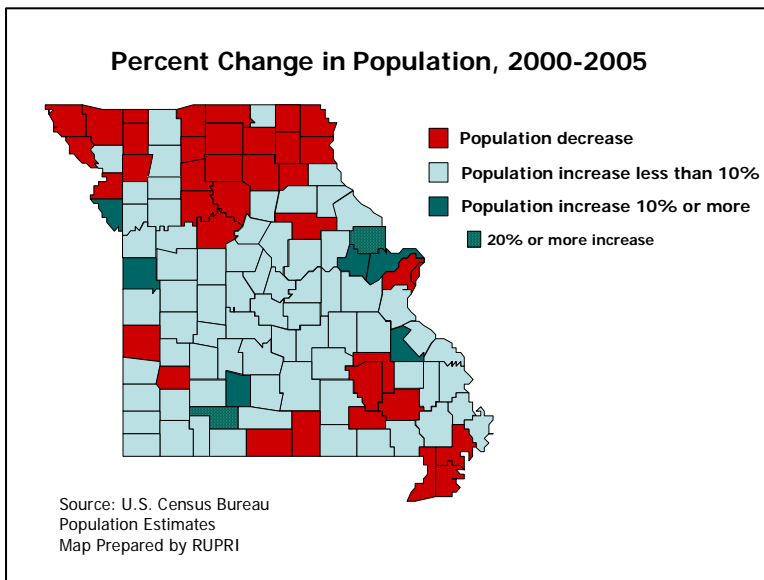 Percent Change in Population, 2000-2005
Population decrease
Population increase less than 10%
Population increase 10% or more
20% or more increase
Source: U.S. Census Bureau
Population Estimates
Map Prepared by RUPRI